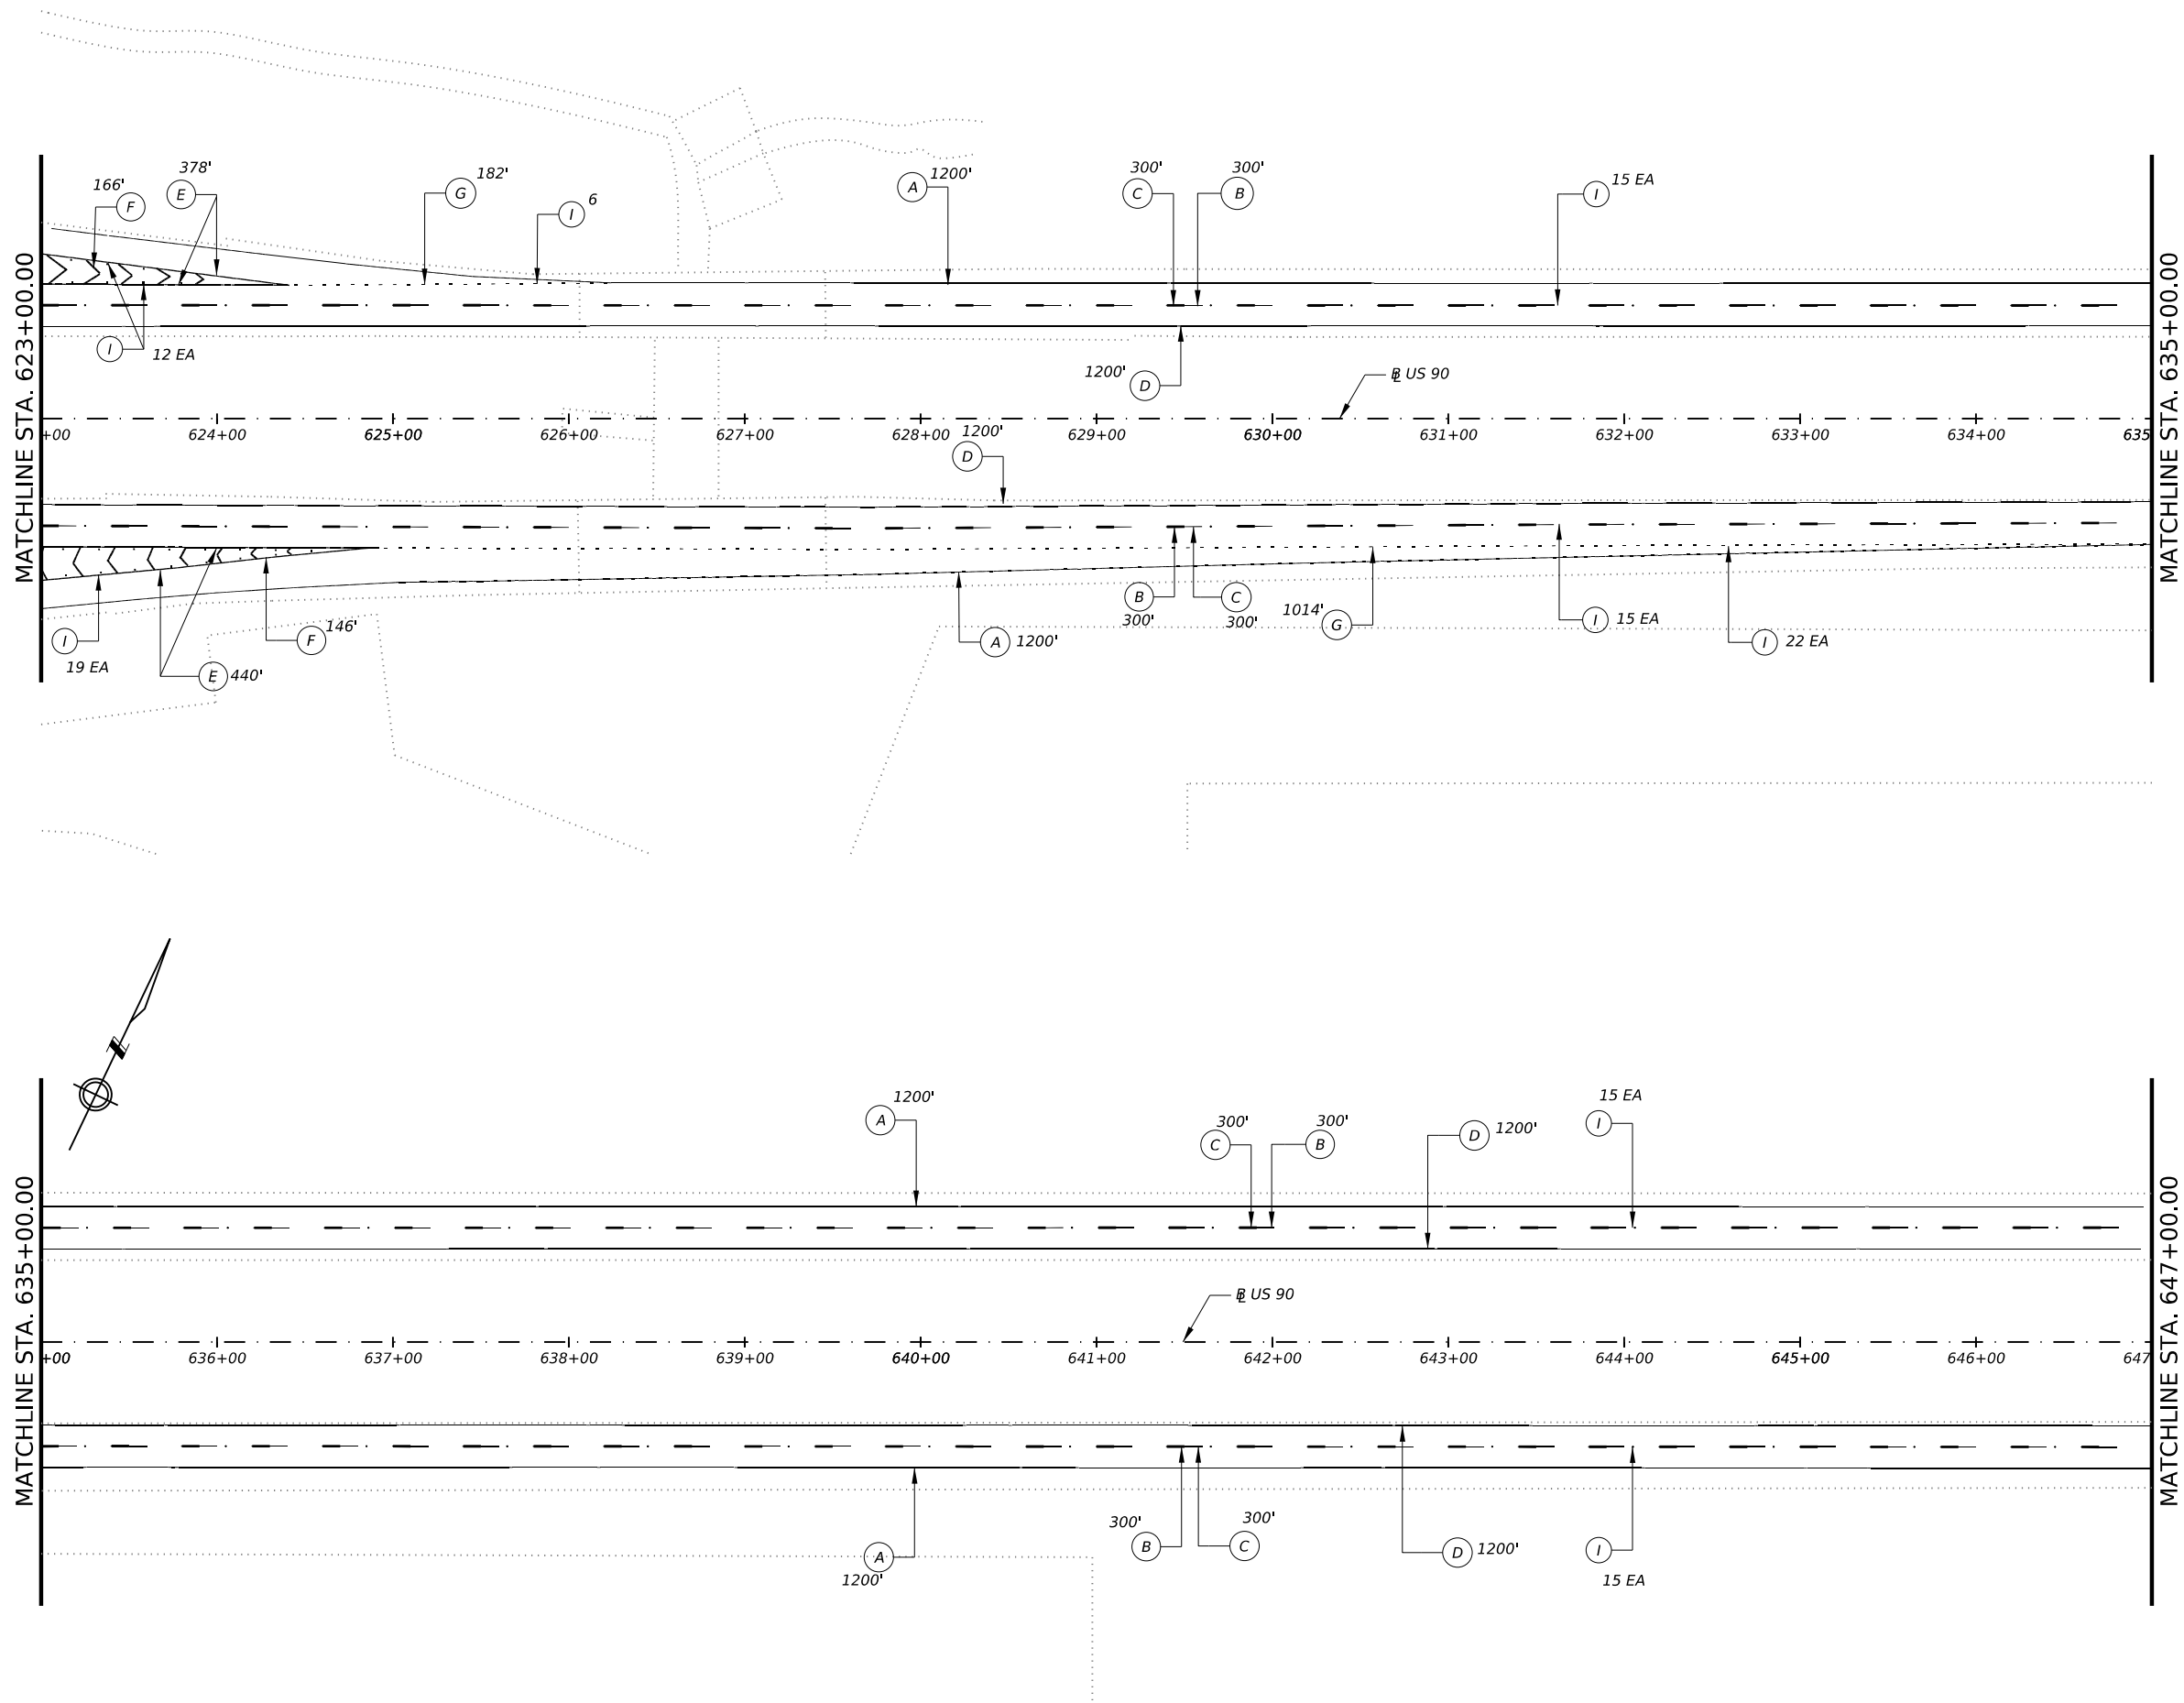 378'
166'
F
E
G
182'
I
6
A
1200'
300'
C
300'
B
I
15 EA
MATCHLINE STA. 623+00.00
I
12 EA
1200'
D
BL US 90
MATCHLINE STA. 635+00.00
+00
624+00
625+00
626+00
627+00
628+00
629+00
630+00
631+00
632+00
633+00
634+00
635
1200'
D
I
19 EA
E
440'
F
146'
A
1200'
B
300'
C
300'
1014'
G
I
15 EA
I
22 EA
N
1200'
A
300'
C
300'
B
D
1200'
15 EA
I
MATCHLINE STA. 635+00.00
BL US 90
MATCHLINE STA. 647+00.00
+00
636+00
637+00
638+00
639+00
640+00
641+00
642+00
643+00
644+00
645+00
646+00
647
A
1200'
300'
B
300'
C
D
1200'
I
15 EA